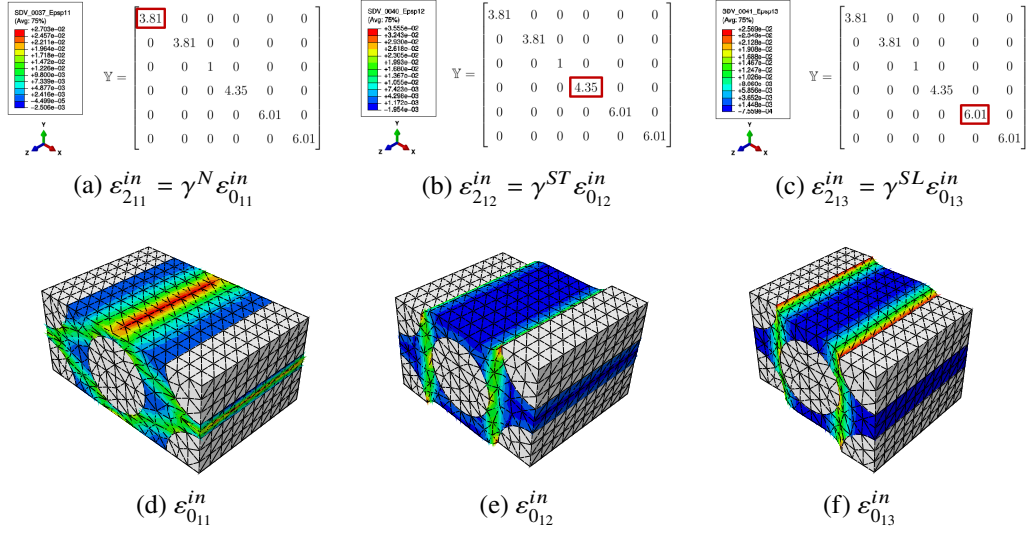 SDV_0037_Epsp11
(Avg: 75%)
+2.703e-02
+2.457e-02
+2.211e-02
+1.964e-02
+1.718e-02
+1.472e-02
+1.226e-02
+9.800e-03
+7.339e-03
+4.877e-03
+2.416e-03
-4.499e-05
-2.506e-03
Y
Z X
𝕐 =
3.81 0 0 0 0 0
0 3.81 0 0 0 0
0 0 1 0 0 0
0 0 0 4.35 0 0
0 0 0 0 6.01 0
0 0 0 0 0 6.01
(a) ε^{in}_{2_{11}} = γ^N ε^{in}_{0_{11}}
SDV_0040_Epsp12
(Avg: 75%)
+3.555e-02
+3.243e-02
+2.930e-02
+2.618e-02
+2.305e-02
+1.993e-02
+1.680e-02
+1.367e-02
+1.055e-02
+7.423e-03
+4.298e-03
+1.172e-03
-1.954e-03
Y
Z X
𝕐 =
3.81 0 0 0 0 0
0 3.81 0 0 0 0
0 0 1 0 0 0
0 0 0 4.35 0 0
0 0 0 0 6.01 0
0 0 0 0 0 6.01
(b) ε^{in}_{2_{12}} = γ^{ST} ε^{in}_{0_{12}}
SDV_0041_Epsp13
(Avg: 75%)
+2.569e-02
+2.349e-02
+2.128e-02
+1.908e-02
+1.688e-02
+1.467e-02
+1.247e-02
+1.026e-02
+8.060e-03
+5.856e-03
+3.652e-03
+1.448e-03
-7.559e-04
Y
Z X
𝕐 =
3.81 0 0 0 0 0
0 3.81 0 0 0 0
0 0 1 0 0 0
0 0 0 4.35 0 0
0 0 0 0 6.01 0
0 0 0 0 0 6.01
(c) ε^{in}_{2_{13}} = γ^{SL} ε^{in}_{0_{13}}
(d) ε^{in}_{0_{11}}
(e) ε^{in}_{0_{12}}
(f) ε^{in}_{0_{13}}